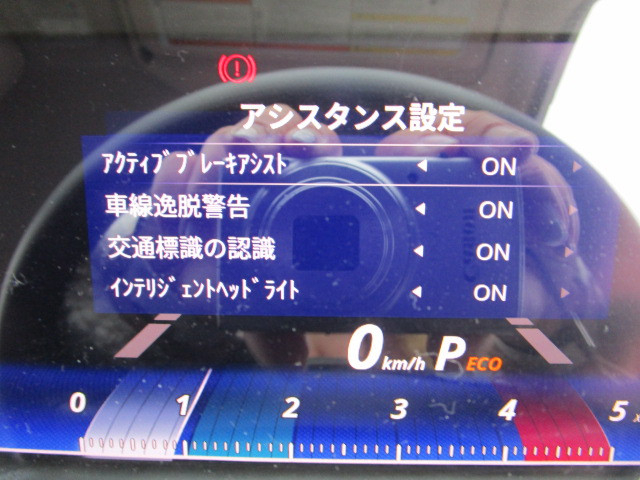 アシスタンス設定
アクティブブレーキアシスト ON
車線逸脱警告 ON
交通標識の認識 ON
インテリジェントヘッドライト ON
0 km/h P ECO
0 1 2 3 4 5 x